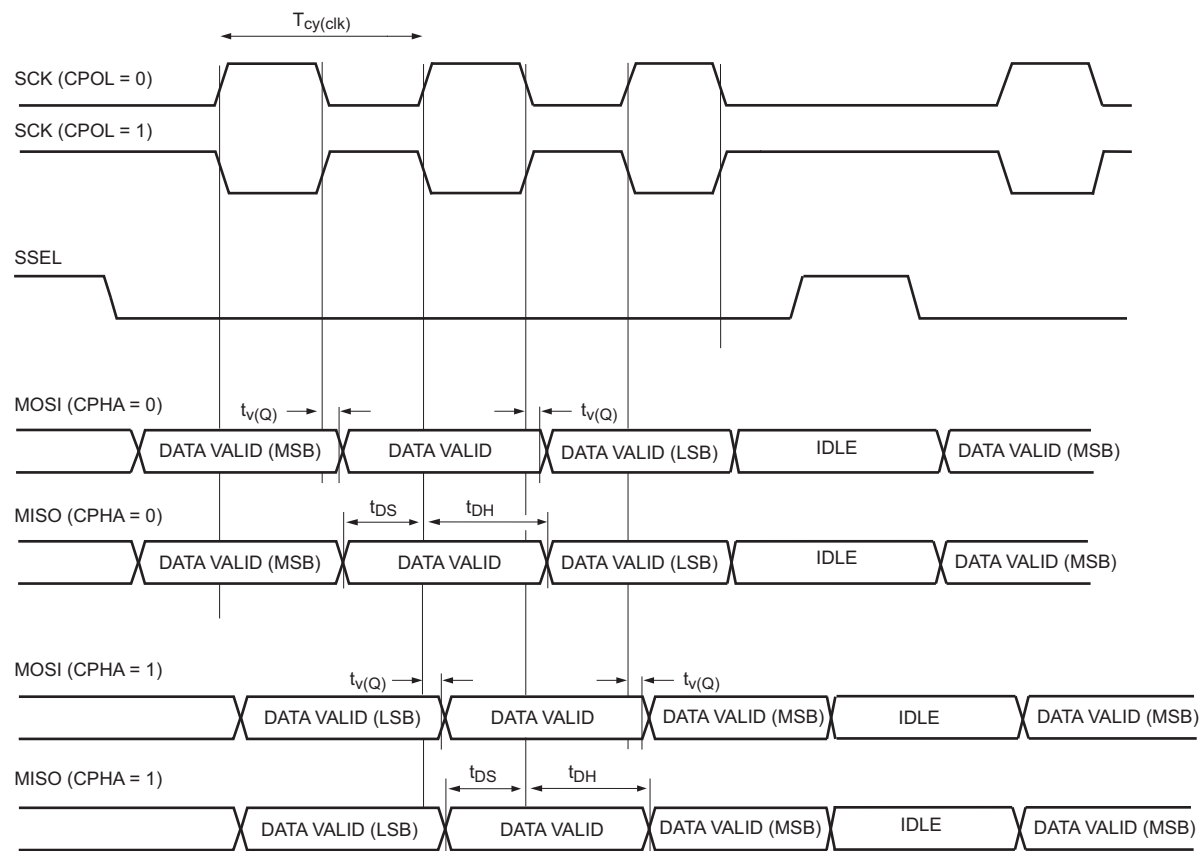 Tcy(clk)
SCK (CPOL = 0)
SCK (CPOL = 1)
SSEL
MOSI (CPHA = 0)
tv(Q) tv(Q)
DATA VALID (MSB) DATA VALID DATA VALID (LSB) IDLE DATA VALID (MSB)
tDS tDH
MISO (CPHA = 0)
DATA VALID (MSB) DATA VALID DATA VALID (LSB) IDLE DATA VALID (MSB)
MOSI (CPHA = 1)
tv(Q) tv(Q)
DATA VALID (LSB) DATA VALID DATA VALID (MSB) IDLE DATA VALID (MSB)
MISO (CPHA = 1)
tDS tDH
DATA VALID (LSB) DATA VALID DATA VALID (MSB) IDLE DATA VALID (MSB)